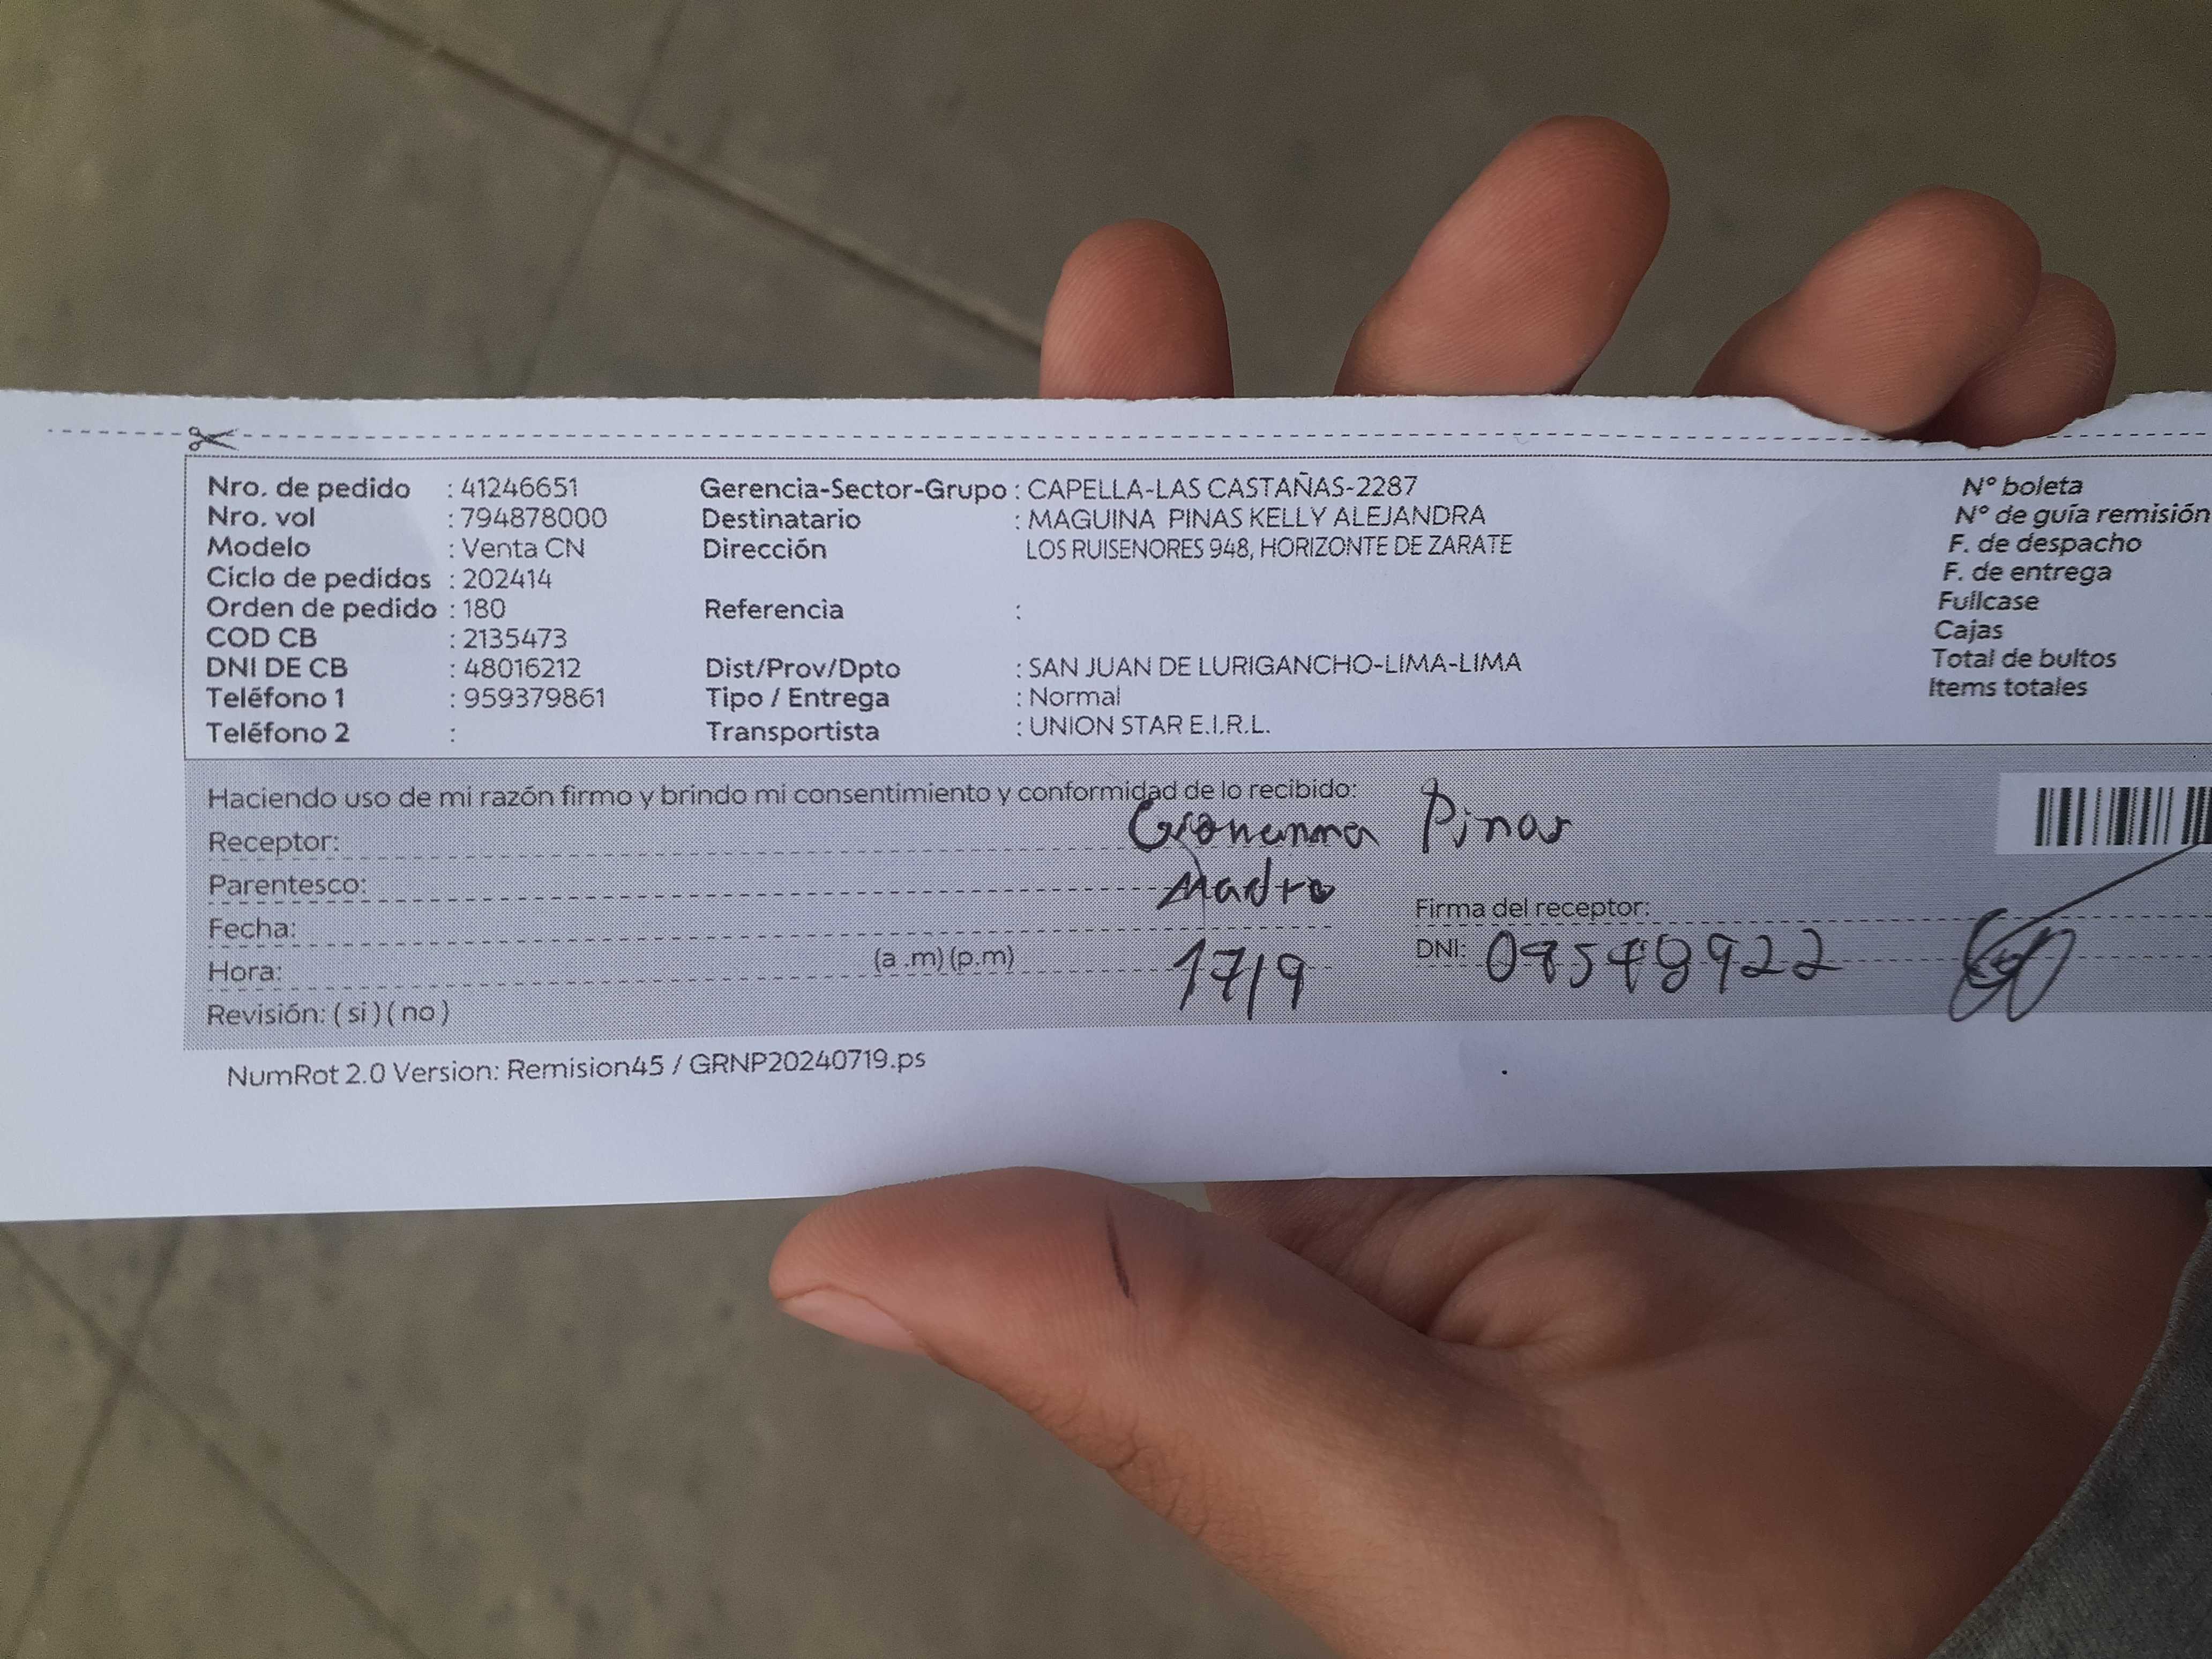 Nro. de pedido : 41246651 Gerencia-Sector-Grupo : CAPELLA-LAS CASTAÑAS-2287 N° boleta
Nro. vol : 794878000 Destinatario : MAGUINA PINAS KELLY ALEJANDRA N° de guía remisión
Modelo : Venta CN Dirección LOS RUISENORES 948, HORIZONTE DE ZARATE F. de despacho
Ciclo de pedidos : 202414 F. de entrega
Orden de pedido : 180 Referencia : Fullcase
COD CB : 2135473 Cajas
DNI DE CB : 48016212 Dist/Prov/Dpto : SAN JUAN DE LURIGANCHO-LIMA-LIMA Total de bultos
Teléfono 1 : 959379861 Tipo / Entrega : Normal Items totales
Teléfono 2 : Transportista : UNION STAR E.I.R.L.
Haciendo uso de mi razón firmo y brindo mi consentimiento y conformidad de lo recibido:
Receptor: Pinas
Parentesco: Madre
Fecha: 17/9 Firma del receptor:
Hora: (a .m) (p.m) DNI:
Revisión: ( si ) ( no )
NumRot 2.0 Version: Remision45 / GRNP20240719.ps